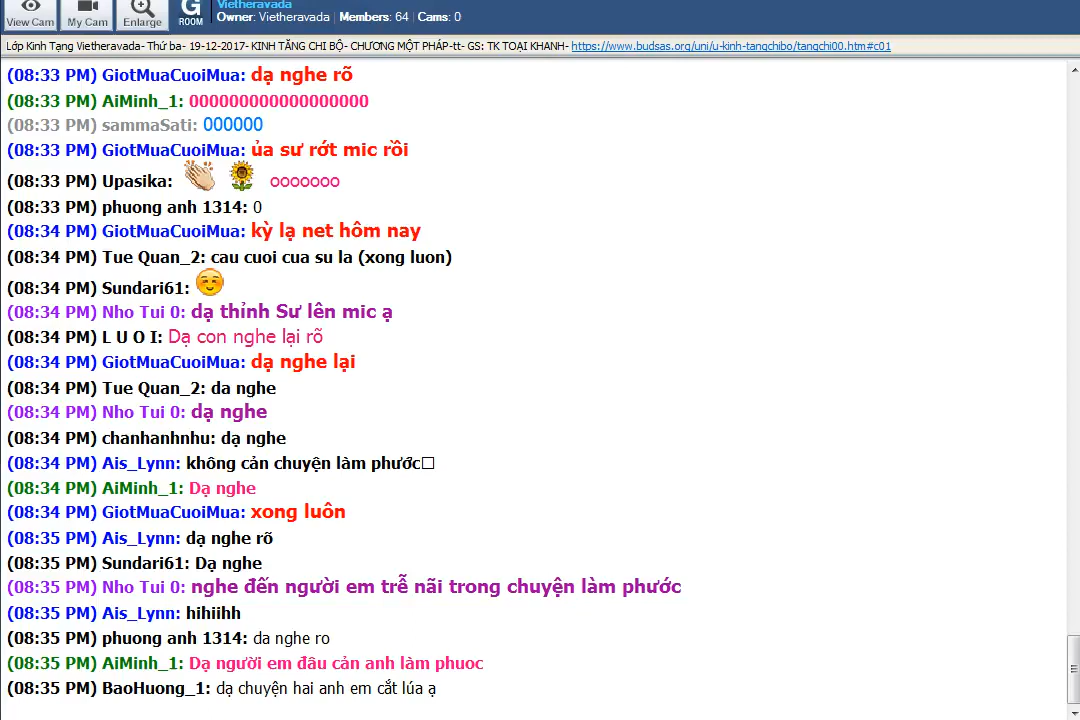 Vietheravada
View Cam My Cam Enlarge G ROOM Owner: Vietheravada | Members: 64 | Cams: 0
Lớp Kinh Tạng Vietheravada- Thứ ba- 19-12-2017- KINH TĂNG CHI BỘ- CHƯƠNG MỘT PHÁP-tt- GS: TK TOẠI KHANH- https://www.budsas.org/uni/u-kinh-tangchibo/tangchi00.htm#c01
(08:33 PM) GiotMuaCuoiMua: dạ nghe rõ
(08:33 PM) AiMinh_1: 000000000000000000
(08:33 PM) sammaSati: 000000
(08:33 PM) GiotMuaCuoiMua: ủa sư rớt mic rồi
(08:33 PM) Upasika: ooooooo
(08:33 PM) phuong anh 1314: 0
(08:34 PM) GiotMuaCuoiMua: kỳ lạ net hôm nay
(08:34 PM) Tue Quan_2: cau cuoi cua su la (xong luon)
(08:34 PM) Sundari61:
(08:34 PM) Nho Tui 0: dạ thỉnh Sư lên mic ạ
(08:34 PM) L U O I: Dạ con nghe lại rõ
(08:34 PM) GiotMuaCuoiMua: dạ nghe lại
(08:34 PM) Tue Quan_2: da nghe
(08:34 PM) Nho Tui 0: dạ nghe
(08:34 PM) chanhanhnhu: dạ nghe
(08:34 PM) Ais_Lynn: không cản chuyện làm phước□
(08:34 PM) AiMinh_1: Dạ nghe
(08:34 PM) GiotMuaCuoiMua: xong luôn
(08:35 PM) Ais_Lynn: dạ nghe rõ
(08:35 PM) Sundari61: Dạ nghe
(08:35 PM) Nho Tui 0: nghe đến người em trễ nãi trong chuyện làm phước
(08:35 PM) Ais_Lynn: hihiihh
(08:35 PM) phuong anh 1314: da nghe ro
(08:35 PM) AiMinh_1: Dạ người em đâu cản anh làm phuoc
(08:35 PM) BaoHuong_1: dạ chuyện hai anh em cắt lúa ạ